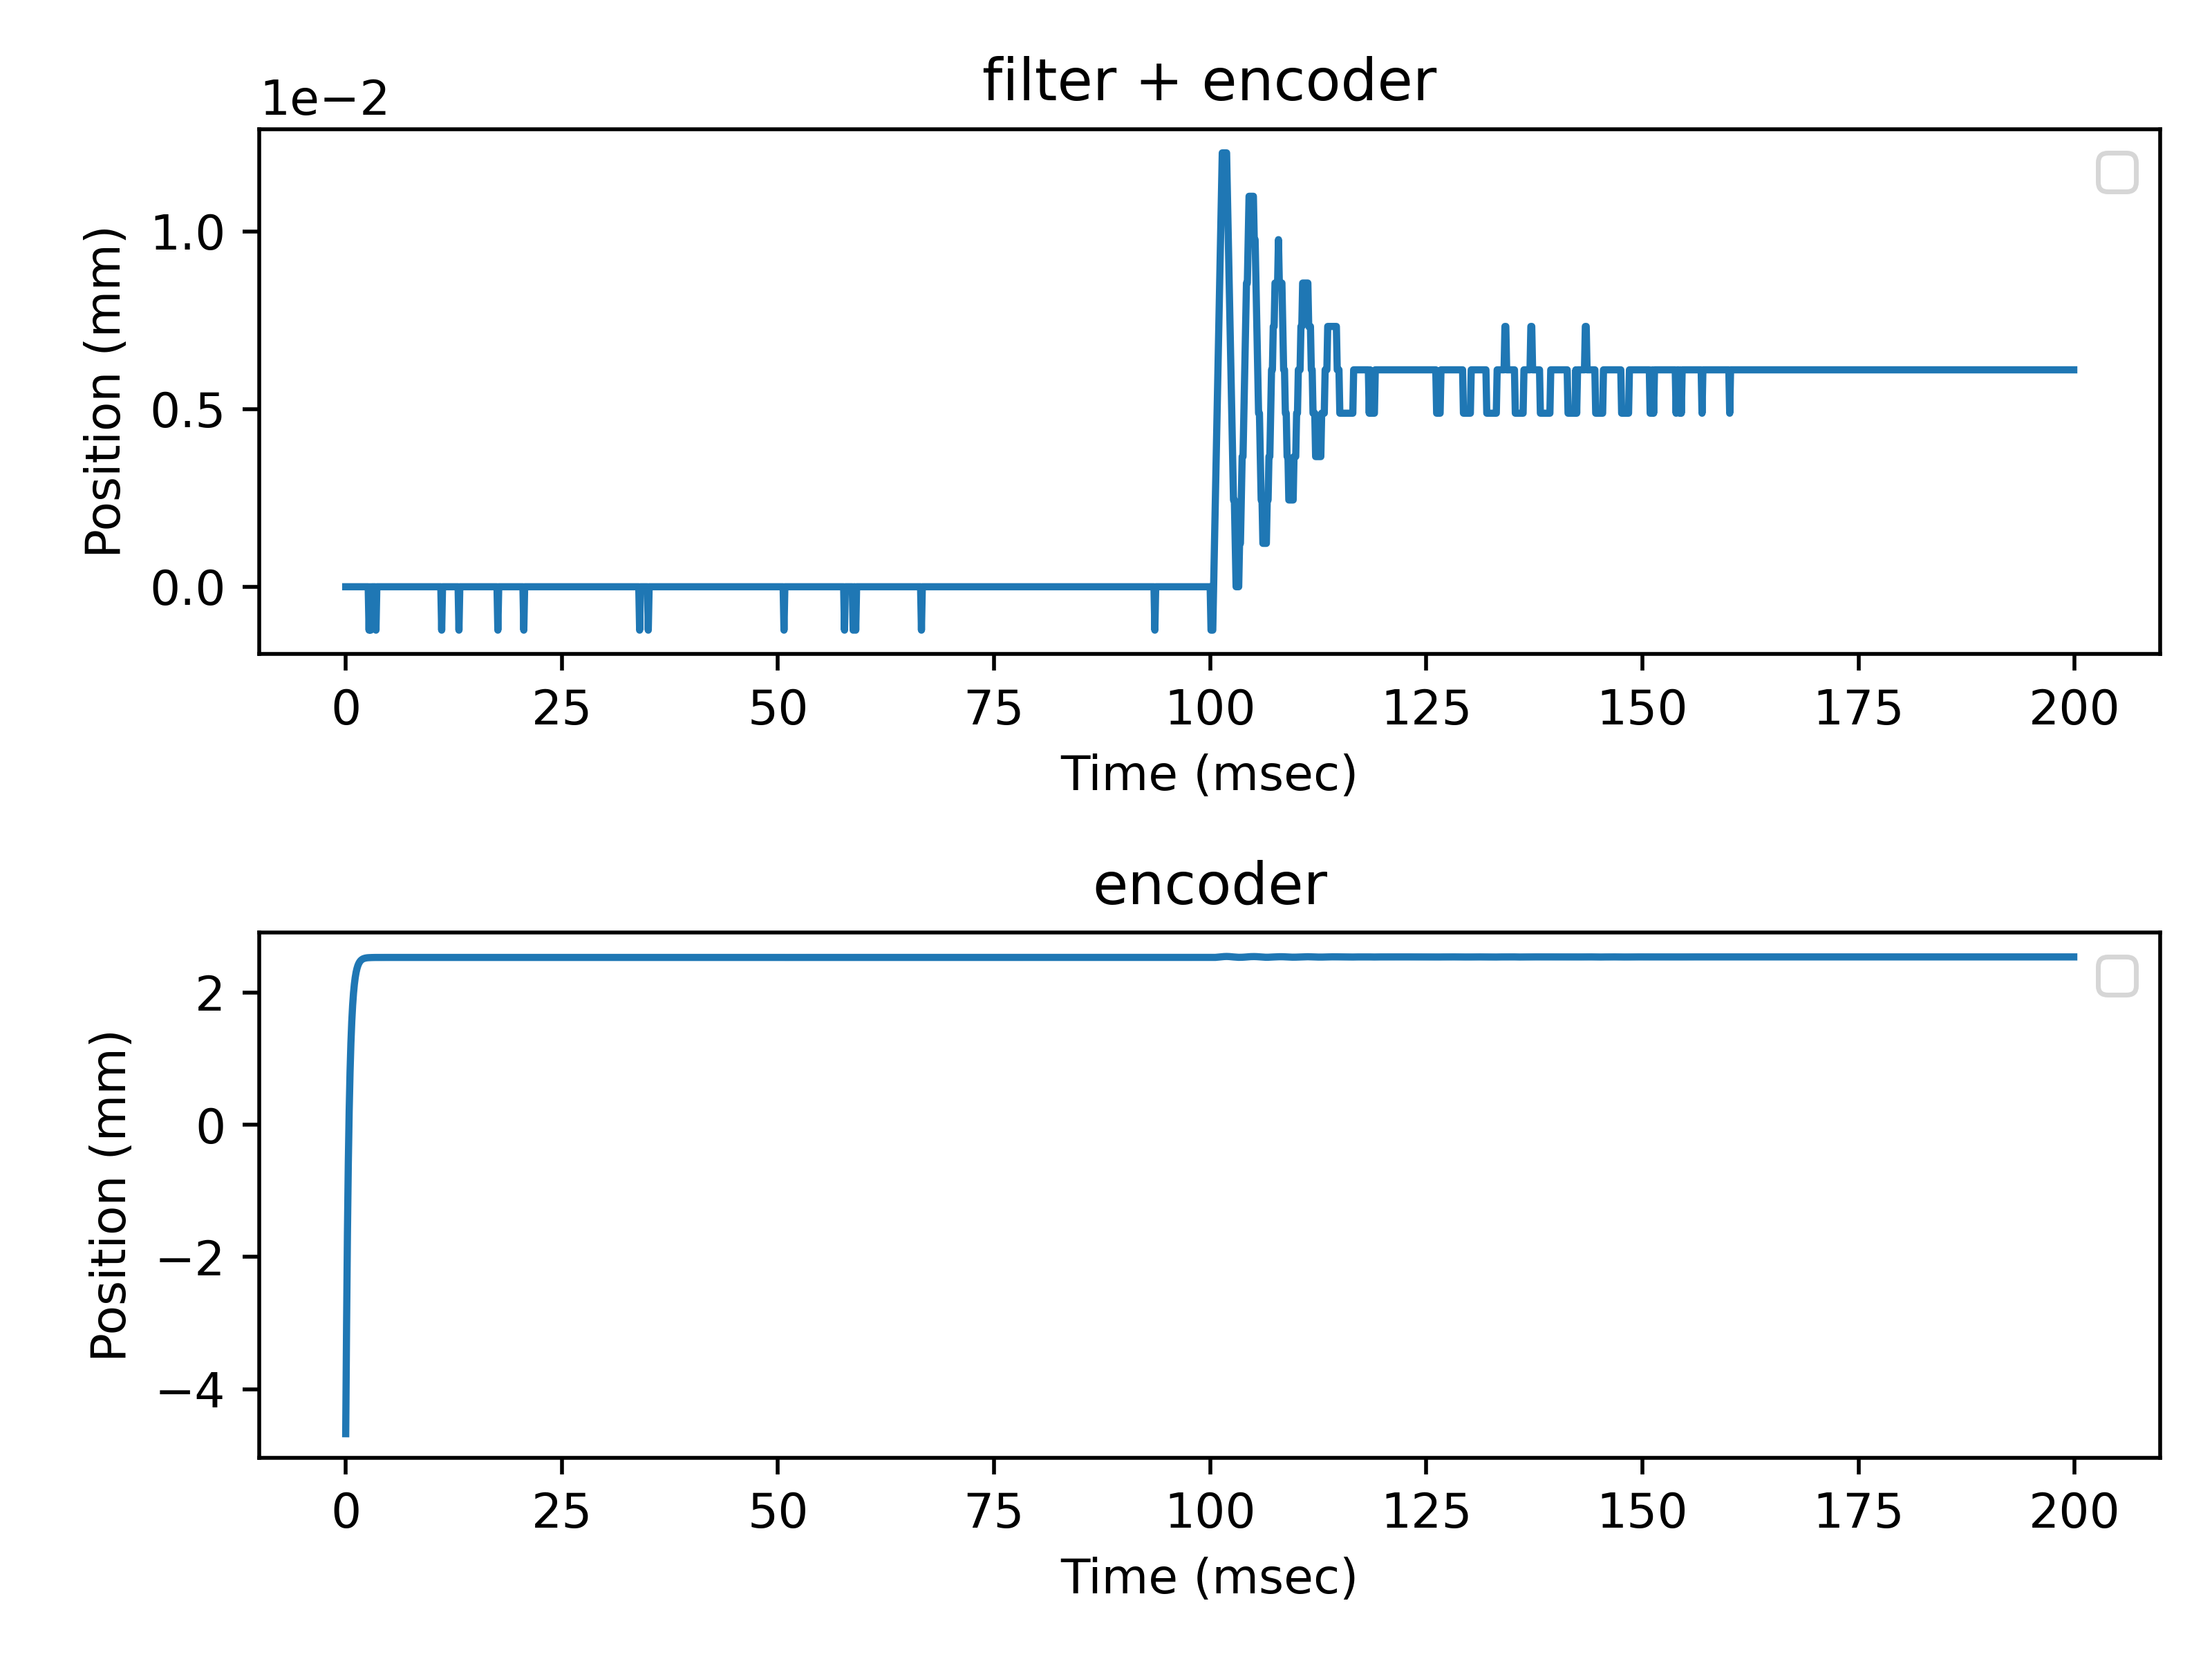 filter + encoder
1e−2
Position (mm)
1.0
0.5
0.0
0 25 50 75 100 125 150 175 200
Time (msec)
encoder
Position (mm)
2
0
−2
−4
0 25 50 75 100 125 150 175 200
Time (msec)